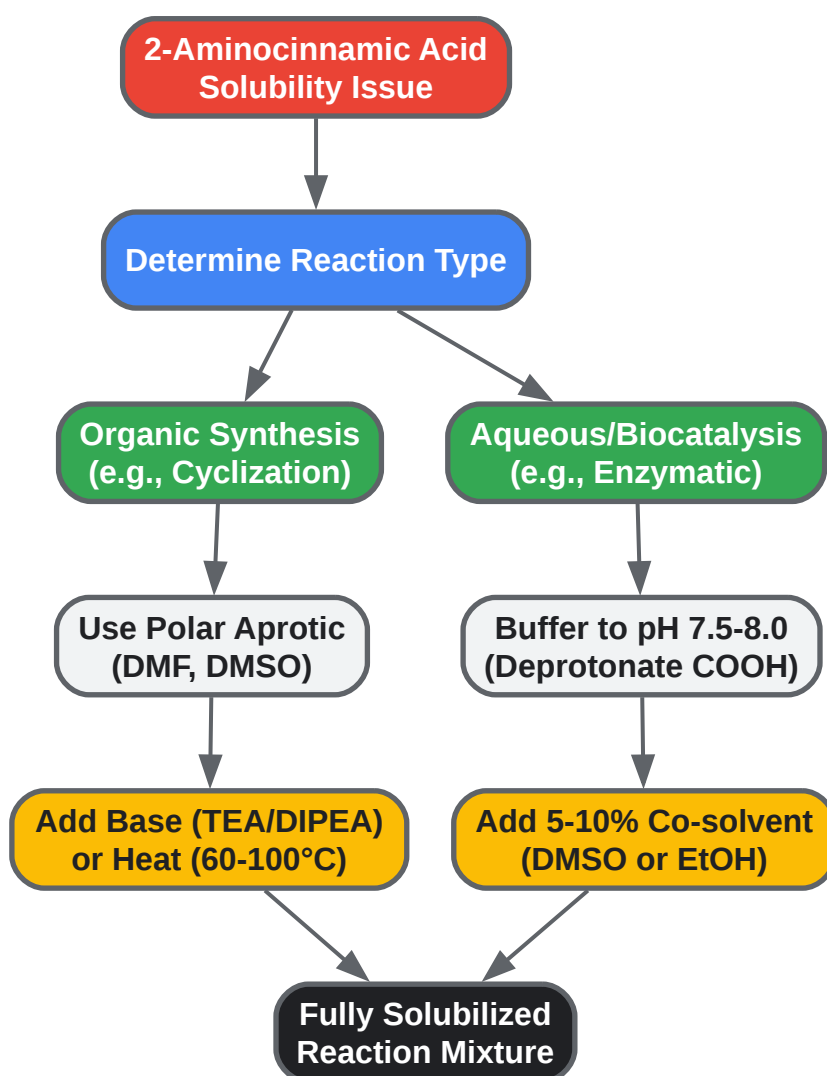 2-Aminocinnamic Acid
Solubility Issue
Determine Reaction Type
Organic Synthesis
(e.g., Cyclization)
Aqueous/Biocatalysis
(e.g., Enzymatic)
Use Polar Aprotic
(DMF, DMSO)
Buffer to pH 7.5-8.0
(Deprotonate COOH)
Add Base (TEA/DIPEA)
or Heat (60-100°C)
Add 5-10% Co-solvent
(DMSO or EtOH)
Fully Solubilized
Reaction Mixture